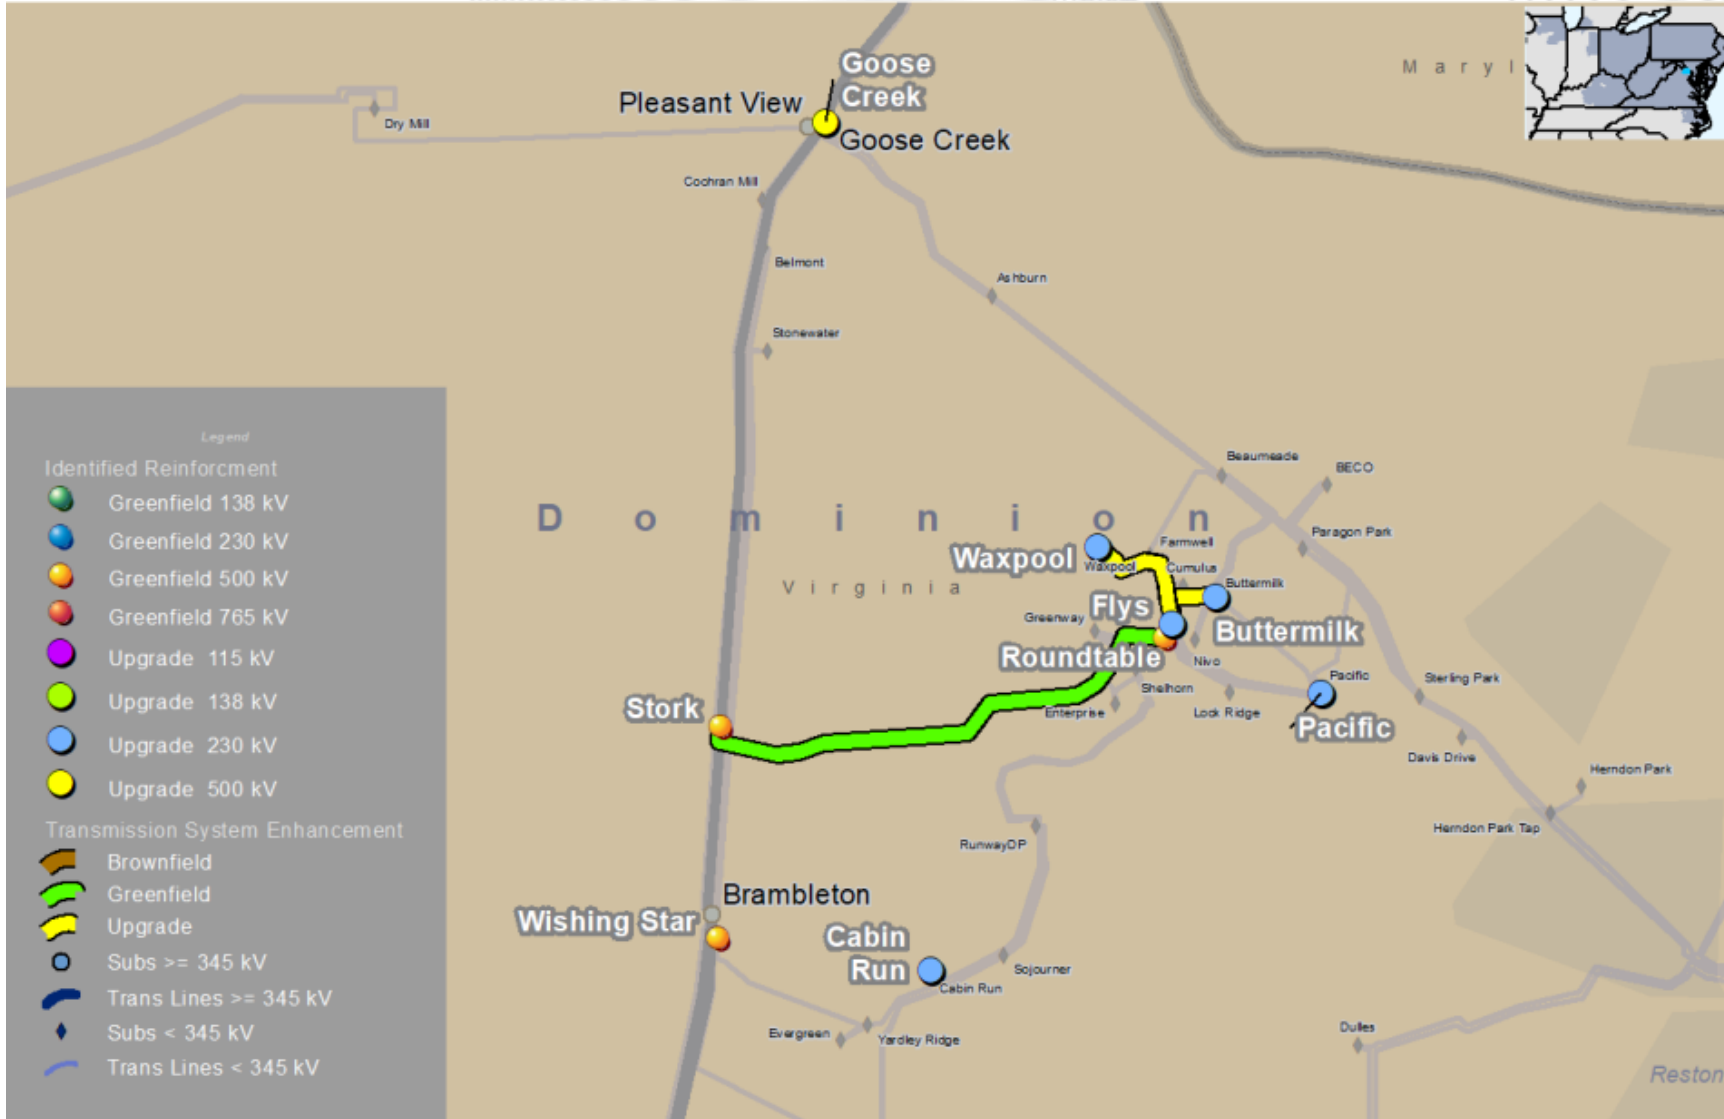 Goose
Creek
Maryl
Pleasant View
Dry Mill
Goose Creek
Cochran Mill
Belmont
Ashburn
Stonewater
Legend
Identified Reinforcment
Greenfield 138 kV
Greenfield 230 kV
Greenfield 500 kV
Greenfield 765 kV
Upgrade 115 kV
Upgrade 138 kV
Upgrade 230 kV
Upgrade 500 kV
Transmission System Enhancement
Brownfield
Greenfield
Upgrade
Subs >= 345 kV
Trans Lines >= 345 kV
Subs < 345 kV
Trans Lines < 345 kV
Beaumeade
BECO
Dominion
Paragon Park
Farmwell
Waxpool
Waxpool
Cumulus
Virginia
Buttermilk
Flys
Greenway
Buttermilk
Roundtable
Nivo
Pacific
Sterling Park
Shelhorn
Stork
Enterprise
Lock Ridge
Pacific
Davis Drive
Herndon Park
Herndon Park Tap
RunwayDP
Brambleton
Wishing Star
Cabin
Run
Sojourner
Cabin Run
Evergreen
Yardley Ridge
Dulles
Reston